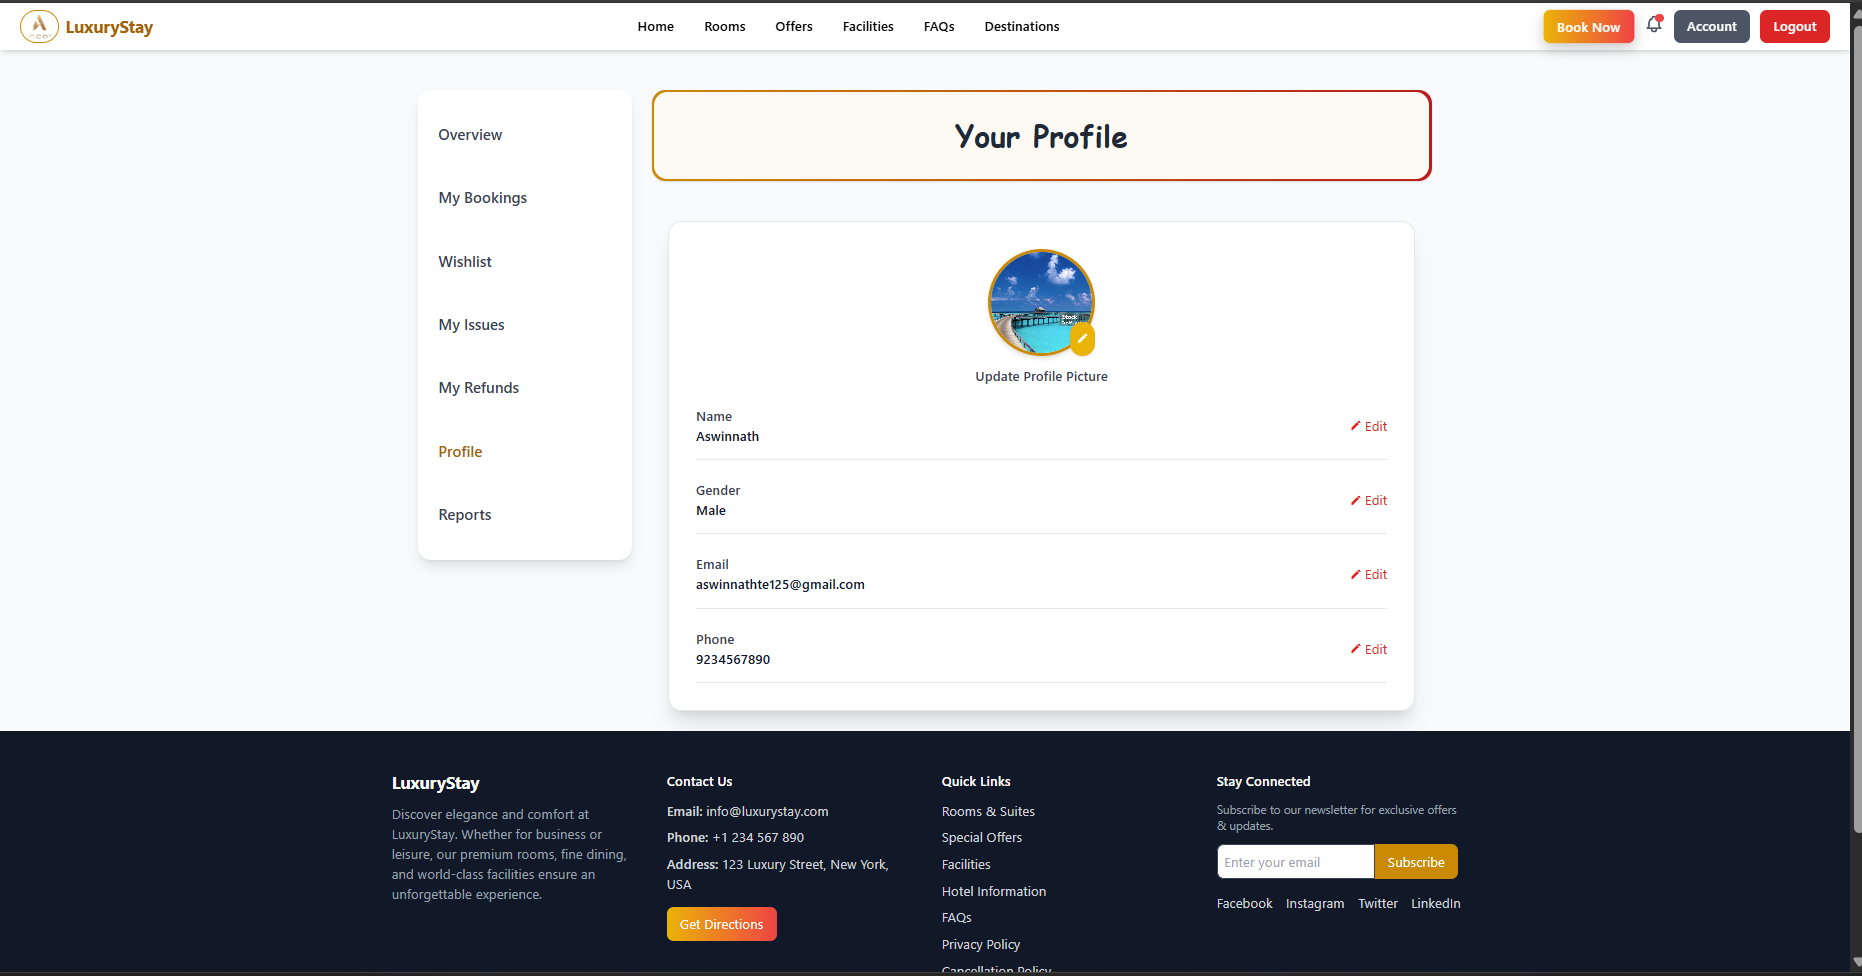 LuxuryStay
Home
Rooms
Offers
Facilities
FAQs
Destinations
Book Now
Account
Logout
Overview
My Bookings
Wishlist
My Issues
My Refunds
Profile
Reports
Your Profile
Update Profile Picture
Name
Aswinnath
Edit
Gender
Male
Edit
Email
aswinnathte125@gmail.com
Edit
Phone
9234567890
Edit
LuxuryStay
Discover elegance and comfort at
LuxuryStay. Whether for business or
leisure, our premium rooms, fine dining,
and world-class facilities ensure an
unforgettable experience.
Contact Us
Email: info@luxurystay.com
Phone: +1 234 567 890
Address: 123 Luxury Street, New York,
USA
Get Directions
Quick Links
Rooms & Suites
Special Offers
Facilities
Hotel Information
FAQs
Privacy Policy
Cancellation Policy
Stay Connected
Subscribe to our newsletter for exclusive offers
& updates.
Enter your email
Subscribe
Facebook
Instagram
Twitter
LinkedIn